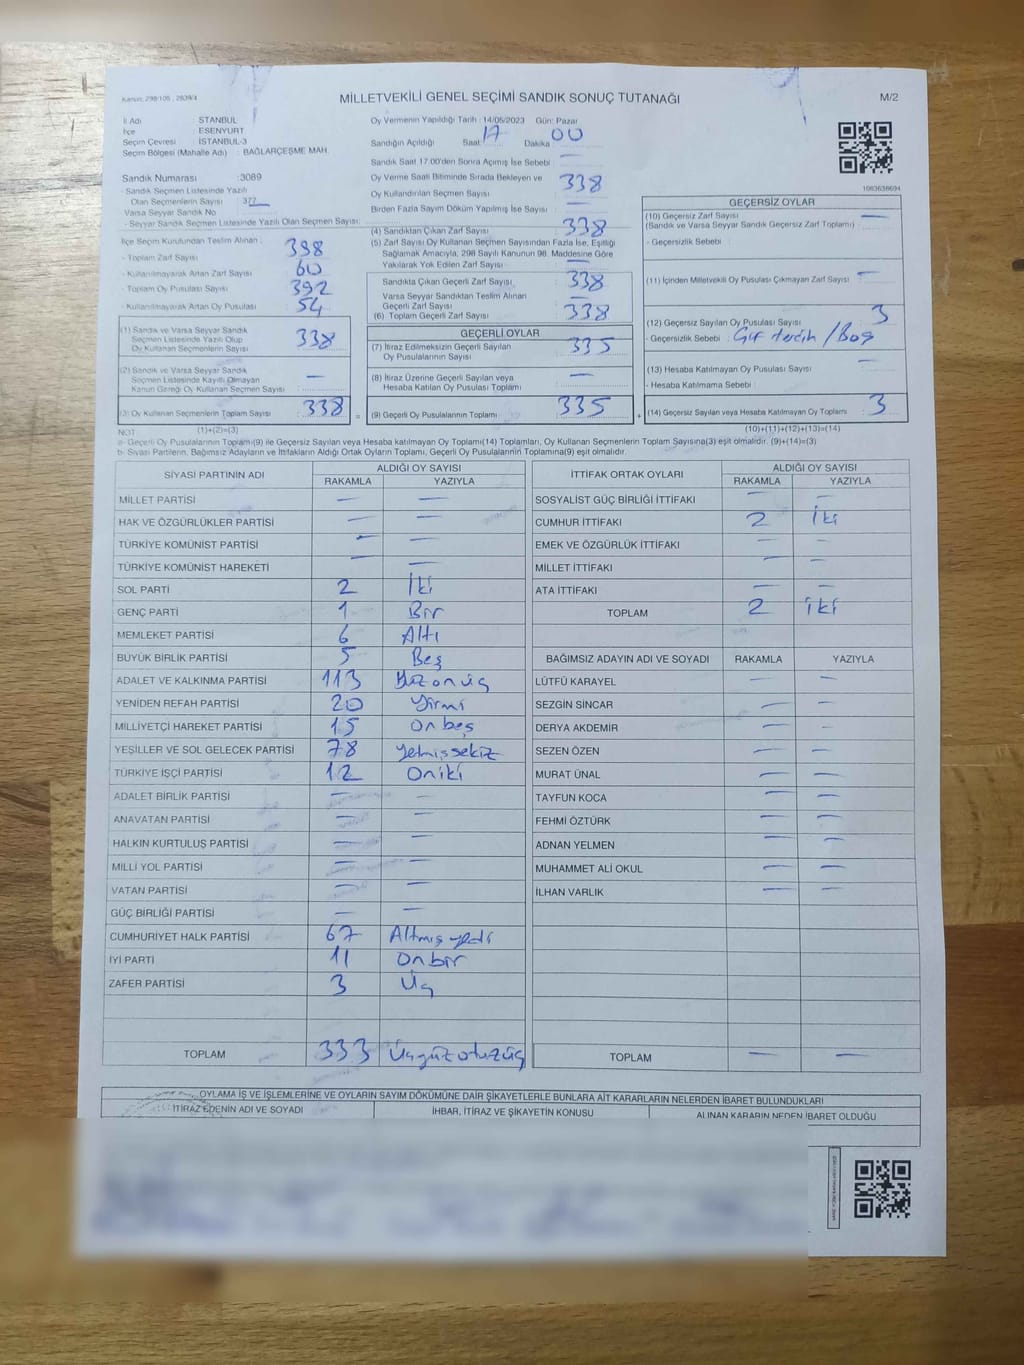 Kanun: 298/105 , 2839/4
MİLLETVEKİLİ GENEL SEÇİMİ SANDIK SONUÇ TUTANAĞI
M/2
İl Adı : STANBUL
İlçe : ESENYURT
Seçim Çevresi : İSTANBUL-3
Seçim Bölgesi (Mahalle Adı) : BAĞLARÇEŞME MAH.
Sandık Numarası :3089
- Sandık Seçmen Listesinde Yazılı
Olan Seçmenlerin Sayısı : 377
Varsa Seyyar Sandık No :
- Seyyar Sandık Seçmen Listesinde Yazılı Olan Seçmen Sayısı:
İlçe Seçim Kurulundan Teslim Alınan :
- Toplam Zarf Sayısı : 398
- Kullanılmayarak Artan Zarf Sayısı : 60
- Toplam Oy Pusulası Sayısı : 392
- Kullanılmayarak Artan Oy Pusulası : 54
(1) Sandık ve Varsa Seyyar Sandık
Seçmen Listesinde Yazılı Olup
Oy Kullanan Seçmenlerin Sayısı : 338
(2) Sandık ve Varsa Seyyar Sandık
Seçmen Listesinde Kayıtlı Olmayan
Kanun Gereği Oy Kullanan Seçmen Sayısı : —
(3) Oy Kullanan Seçmenlerin Toplam Sayısı : 338 =
(1)+(2)=(3)
Oy Vermenin Yapıldığı Tarih : 14/05/2023 Gün: Pazar
Sandığın Açıldığı Saat: 17 Dakika: 00
Sandık Saat 17:00'den Sonra Açılmış İse Sebebi : —
Oy Verme Saati Bitiminde Sırada Bekleyen ve
Oy Kullandırılan Seçmen Sayısı : 338
Birden Fazla Sayım Döküm Yapılmış İse Sayısı : —
(4) Sandıktan Çıkan Zarf Sayısı : 338
(5) Zarf Sayısı Oy Kullanan Seçmen Sayısından Fazla İse, Eşitliği
Sağlamak Amacıyla, 298 Sayılı Kanunun 98. Maddesine Göre
Yakılarak Yok Edilen Zarf Sayısı : —
Sandıkta Çıkan Geçerli Zarf Sayısı : 338
Varsa Seyyar Sandıktan Teslim Alınan
Geçerli Zarf Sayısı : —
(6) Toplam Geçerli Zarf Sayısı : 338
GEÇERLİ OYLAR
(7) İtiraz Edilmeksizin Geçerli Sayılan
Oy Pusulalarının Sayısı : 335
(8) İtiraz Üzerine Geçerli Sayılan veya
Hesaba Katılan Oy Pusulaları Toplamı : —
(9) Geçerli Oy Pusulalarının Toplamı : 335 +
1083638694
GEÇERSİZ OYLAR
(10) Geçersiz Zarf Sayısı : —
(Sandık ve Varsa Seyyar Sandık Geçersiz Zarf Toplamı)
- Geçersizlik Sebebi :
(11) İçinden Milletvekili Oy Pusulası Çıkmayan Zarf Sayısı : —
(12) Geçersiz Sayılan Oy Pusulası Sayısı : 3
- Geçersizlik Sebebi : Çift tercih / Boş
(13) Hesaba Katılmayan Oy Pusulası Sayısı : —
- Hesaba Katılmama Sebebi :
(14) Geçersiz Sayılan veya Hesaba Katılmayan Oy Toplamı : 3
(10)+(11)+(12)+(13)=(14)
NOT :
a- Geçerli Oy Pusulalarının Toplamı(9) ile Geçersiz Sayılan veya Hesaba katılmayan Oy Toplamı(14) Toplamları, Oy Kullanan Seçmenlerin Toplam Sayısına(3) eşit olmalıdır. (9)+(14)=(3)
b- Siyasi Partilerin, Bağımsız Adayların ve İttifakların Aldığı Ortak Oyların Toplamı, Geçerli Oy Pusulalarının Toplamına(9) eşit olmalıdır.
SİYASİ PARTİNİN ADI ALDIĞI OY SAYISI
RAKAMLA YAZIYLA
MİLLET PARTİSİ — —
HAK VE ÖZGÜRLÜKLER PARTİSİ — —
TÜRKİYE KOMÜNİST PARTİSİ — —
TÜRKİYE KOMÜNİST HAREKETİ —
SOL PARTİ 2 İki
GENÇ PARTİ 1 Bir
MEMLEKET PARTİSİ 6 Altı
BÜYÜK BİRLİK PARTİSİ 5 Beş
ADALET VE KALKINMA PARTİSİ 113 Yüzonüç
YENİDEN REFAH PARTİSİ 20 Yirmi
MİLLİYETÇİ HAREKET PARTİSİ 15 Onbeş
YEŞİLLER VE SOL GELECEK PARTİSİ 78 Yetmişsekiz
TÜRKİYE İŞÇİ PARTİSİ 12 Oniki
ADALET BİRLİK PARTİSİ — —
ANAVATAN PARTİSİ — —
HALKIN KURTULUŞ PARTİSİ — —
MİLLİ YOL PARTİSİ — —
VATAN PARTİSİ — —
GÜÇ BİRLİĞİ PARTİSİ — —
CUMHURİYET HALK PARTİSİ 67 Altmışyedi
İYİ PARTİ 11 Onbir
ZAFER PARTİSİ 3 Üç
TOPLAM 333 Üçyüzotuzüç
İTTİFAK ORTAK OYLARI ALDIĞI OY SAYISI
RAKAMLA YAZIYLA
SOSYALİST GÜÇ BİRLİĞİ İTTİFAKI — —
CUMHUR İTTİFAKI 2 İki
EMEK VE ÖZGÜRLÜK İTTİFAKI — —
MİLLET İTTİFAKI — —
ATA İTTİFAKI — —
TOPLAM 2 iki
BAĞIMSIZ ADAYIN ADI VE SOYADI RAKAMLA YAZIYLA
LÜTFÜ KARAYEL — —
SEZGİN SİNCAR — —
DERYA AKDEMİR — —
SEZEN ÖZEN — —
MURAT ÜNAL — —
TAYFUN KOCA — —
FEHMİ ÖZTÜRK — —
ADNAN YELMEN — —
MUHAMMET ALİ OKUL — —
İLHAN VARLIK — —
TOPLAM — —
OYLAMA İŞ VE İŞLEMLERİNE VE OYLARIN SAYIM DÖKÜMÜNE DAİR ŞİKAYETLERLE BUNLARA AİT KARARLARIN NELERDEN İBARET BULUNDUKLARI
İTİRAZ EDENİN ADI VE SOYADI İHBAR, İTİRAZ VE ŞİKAYETİN KONUSU ALINAN KARARIN NEDEN İBARET OLDUĞU